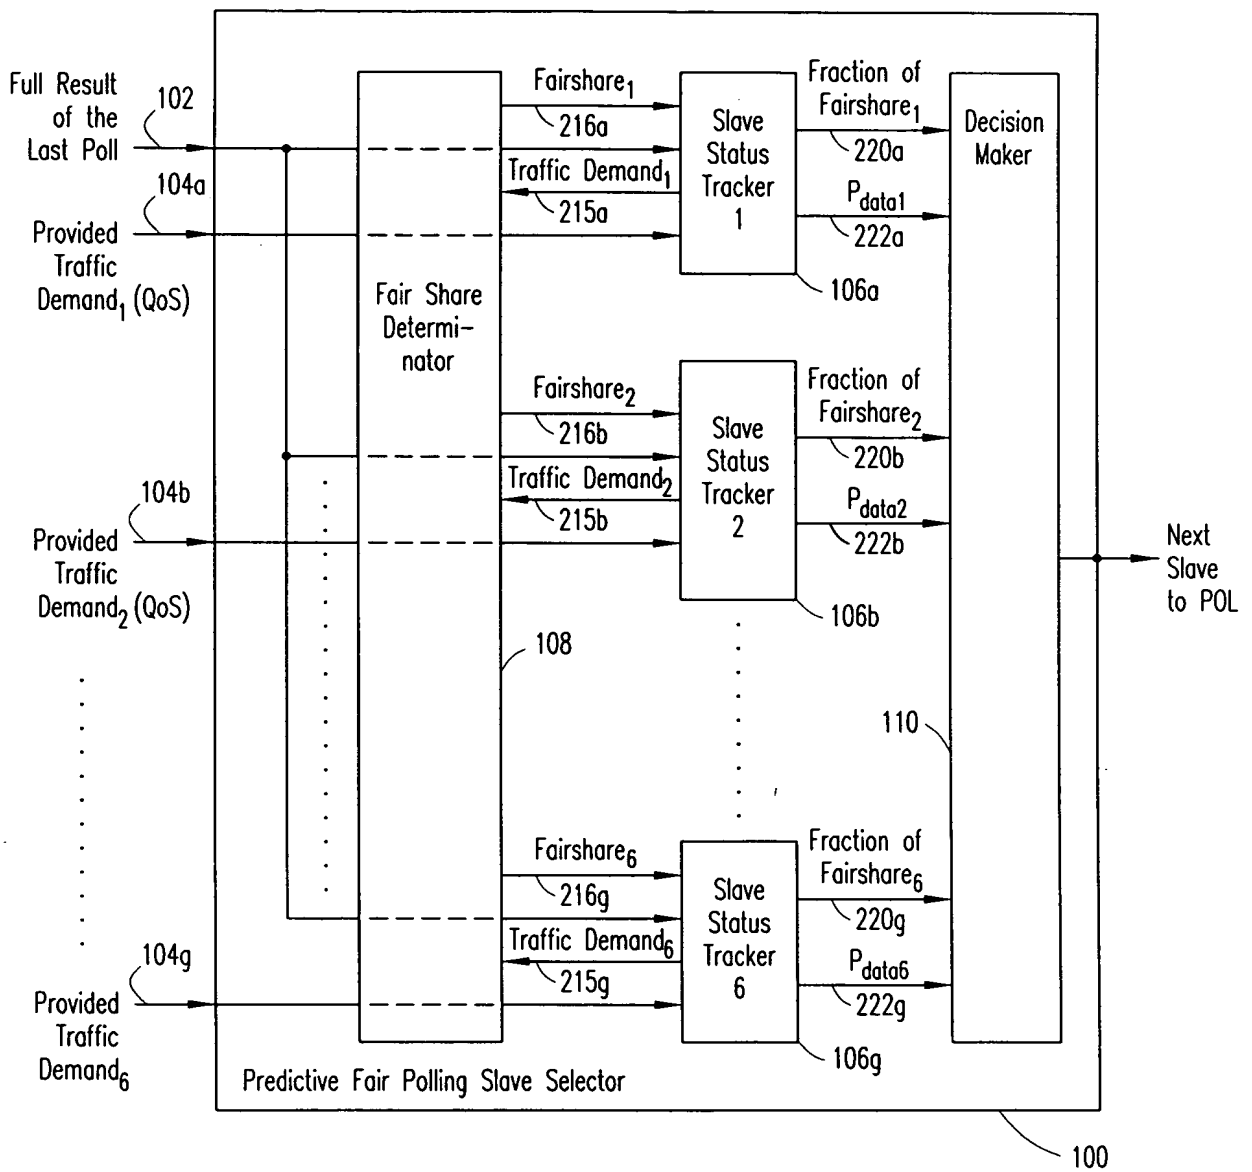 Full Result
of the
Last Poll
102
104a
Provided
Traffic
Demand1 (QoS)
104b
Provided
Traffic
Demand2 (QoS)
104g
Provided
Traffic
Demand6
Fair Share
Determi-
nator
108
Fairshare1
216a
Traffic Demand1
215a
Slave
Status
Tracker
1
106a
Fraction of
Fairshare1
220a
Pdata1
222a
Decision
Maker
Fairshare2
216b
Traffic Demand2
215b
Slave
Status
Tracker
2
106b
Fraction of
Fairshare2
220b
Pdata2
222b
110
Fairshare6
216g
Traffic Demand6
215g
Slave
Status
Tracker
6
106g
Fraction of
Fairshare6
220g
Pdata6
222g
Next
Slave
to POL
Predictive Fair Polling Slave Selector
100